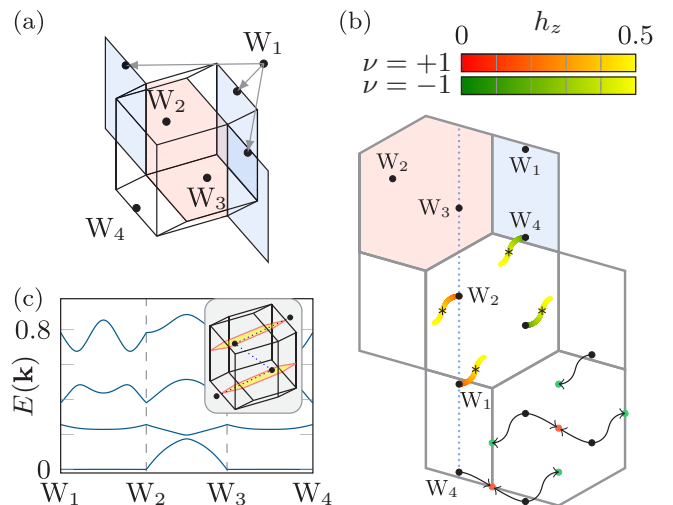 (a)
W₁
W₂
W₃
W₄
(b)
h_z
0 0.5
ν = +1
ν = −1
W₂
W₁
W₃
W₄
W₂
W₁
W₄
(c)
E(k)
0.8
0
W₁ W₂ W₃ W₄